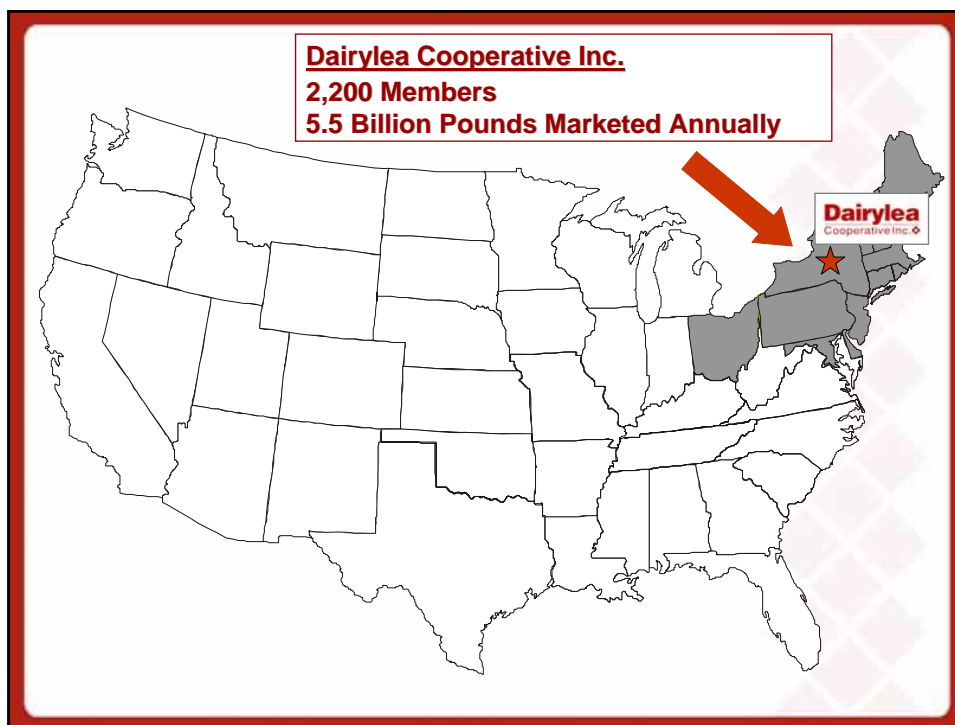 Dairylea Cooperative Inc.
2,200 Members
5.5 Billion Pounds Marketed Annually
Dairylea
Cooperative Inc.